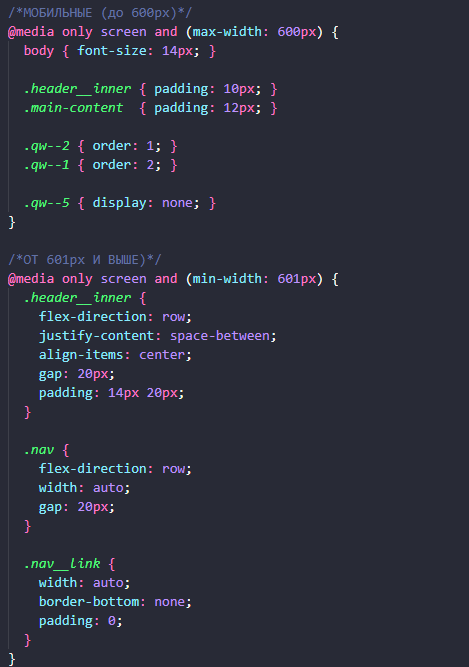 /*МОБИЛЬНЫЕ (до 600px)*/
@media only screen and (max-width: 600px) {
  body { font-size: 14px; }

  .header__inner { padding: 10px; }
  .main-content  { padding: 12px; }

  .qw--2 { order: 1; }
  .qw--1 { order: 2; }

  .qw--5 { display: none; }
}

/*ОТ 601px И ВЫШЕ)*/
@media only screen and (min-width: 601px) {
  .header__inner {
    flex-direction: row;
    justify-content: space-between;
    align-items: center;
    gap: 20px;
    padding: 14px 20px;
  }

  .nav {
    flex-direction: row;
    width: auto;
    gap: 20px;
  }

  .nav__link {
    width: auto;
    border-bottom: none;
    padding: 0;
  }
}